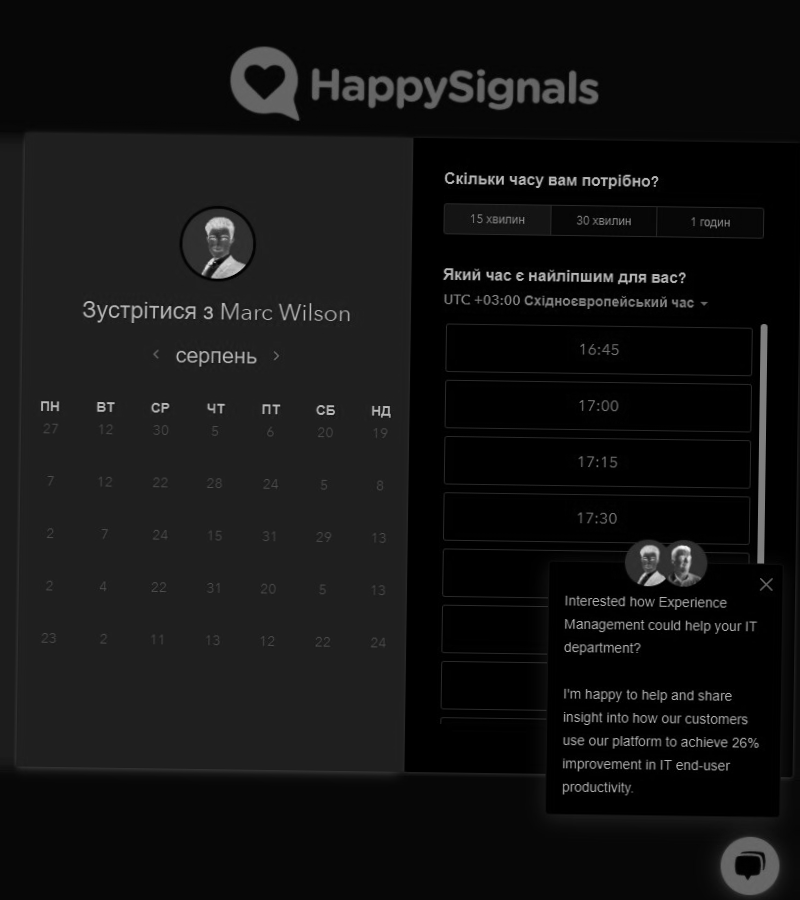 HappySignals
Зустрітися з Marc Wilson
серпень
ПН ВТ СР ЧТ ПТ СБ НД
27 12 30 5 6 20 19
7 12 22 28 24 5 8
2 7 24 15 31 29 13
2 4 22 31 20 5 13
23 2 11 13 12 22 24
Скільки часу вам потрібно?
15 хвилин 30 хвилин 1 годин
Який час є найліпшим для вас?
UTC +03:00 Східноєвропейський час
16:45
17:00
17:15
17:30
Interested how Experience
Management could help your IT
department?
I'm happy to help and share
insight into how our customers
use our platform to achieve 26%
improvement in IT end-user
productivity.